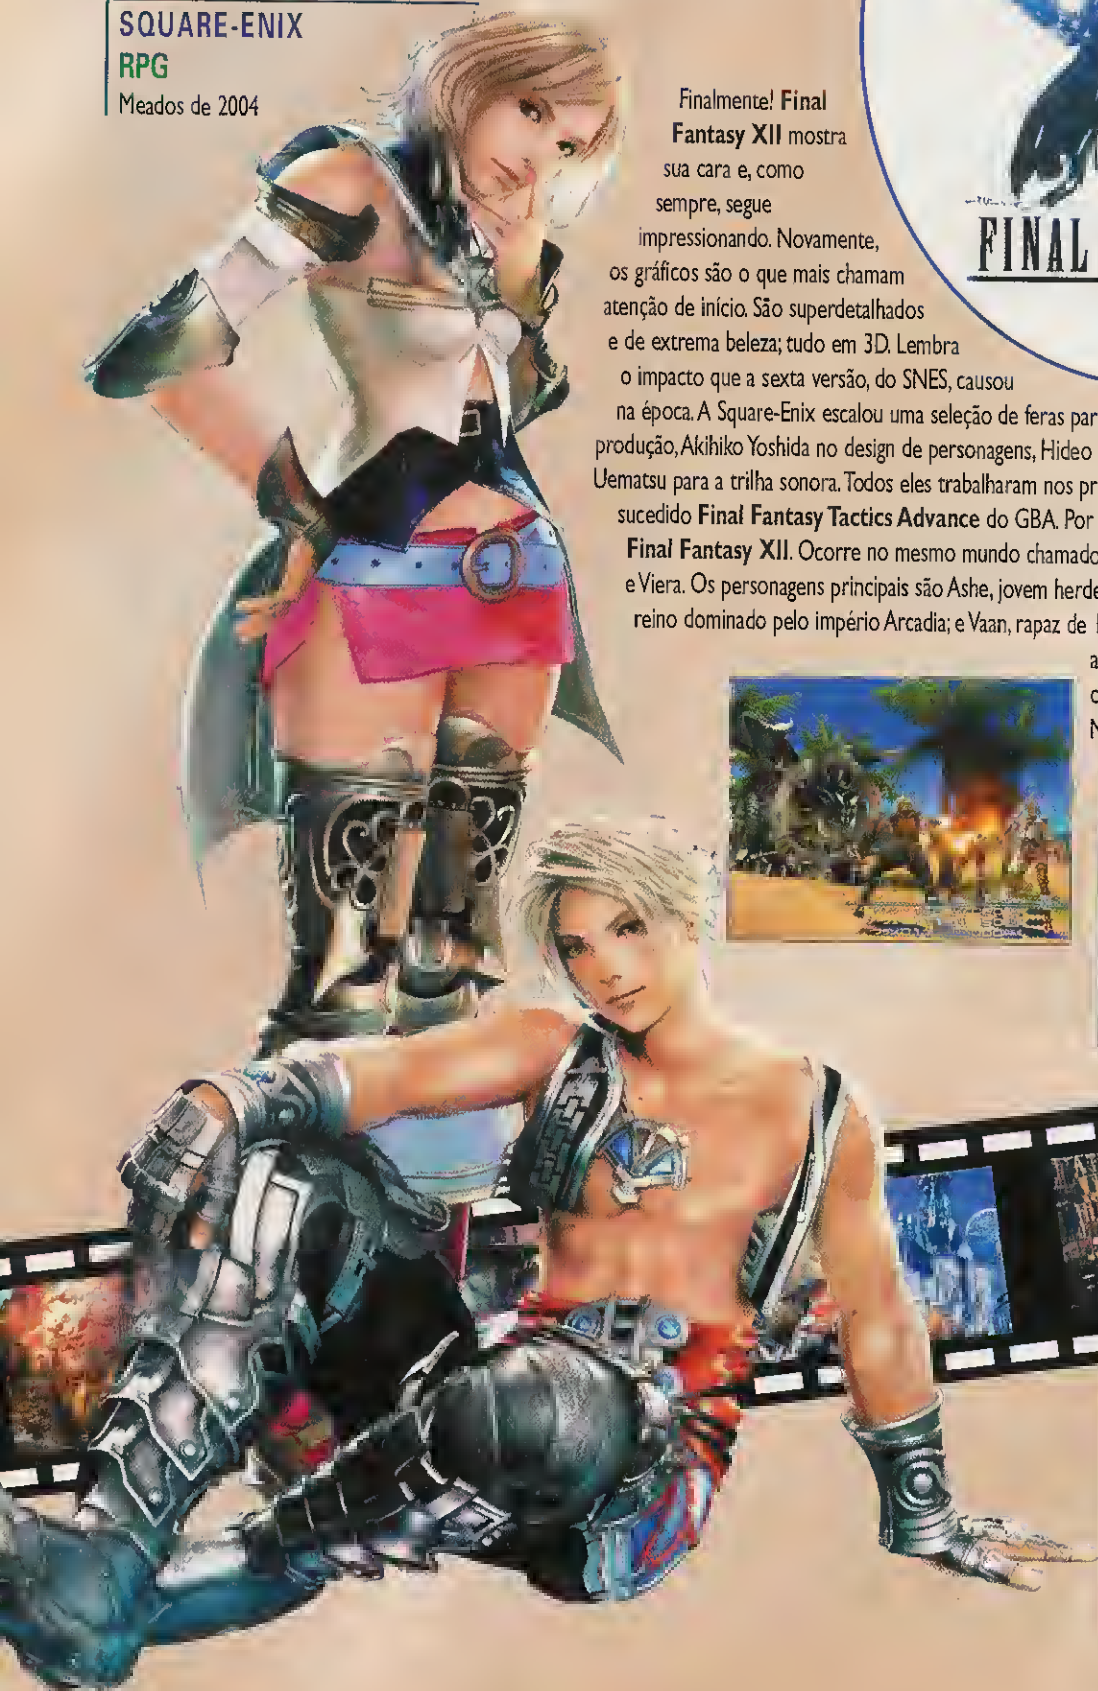 SQUARE-ENIX
RPG
Meados de 2004
Finalmente! Final
Fantasy XII mostra
sua cara e, como
sempre, segue
impressionando. Novamente,
os gráficos são o que mais chamam
atenção de início. São superdetalhados
e de extrema beleza; tudo em 3D. Lembra
o impacto que a sexta versão, do SNES, causou
na época. A Square-Enix escalou uma seleção de feras par
produção, Akihiko Yoshida no design de personagens, Hideo
Uematsu para a trilha sonora. Todos eles trabalharam nos pr
sucedido Final Fantasy Tactics Advance do GBA. Por
Final Fantasy XII. Ocorre no mesmo mundo chamado
e Viera. Os personagens principais são Ashe, jovem herde
reino dominado pelo império Arcadia; e Vaan, rapaz de
FINAL